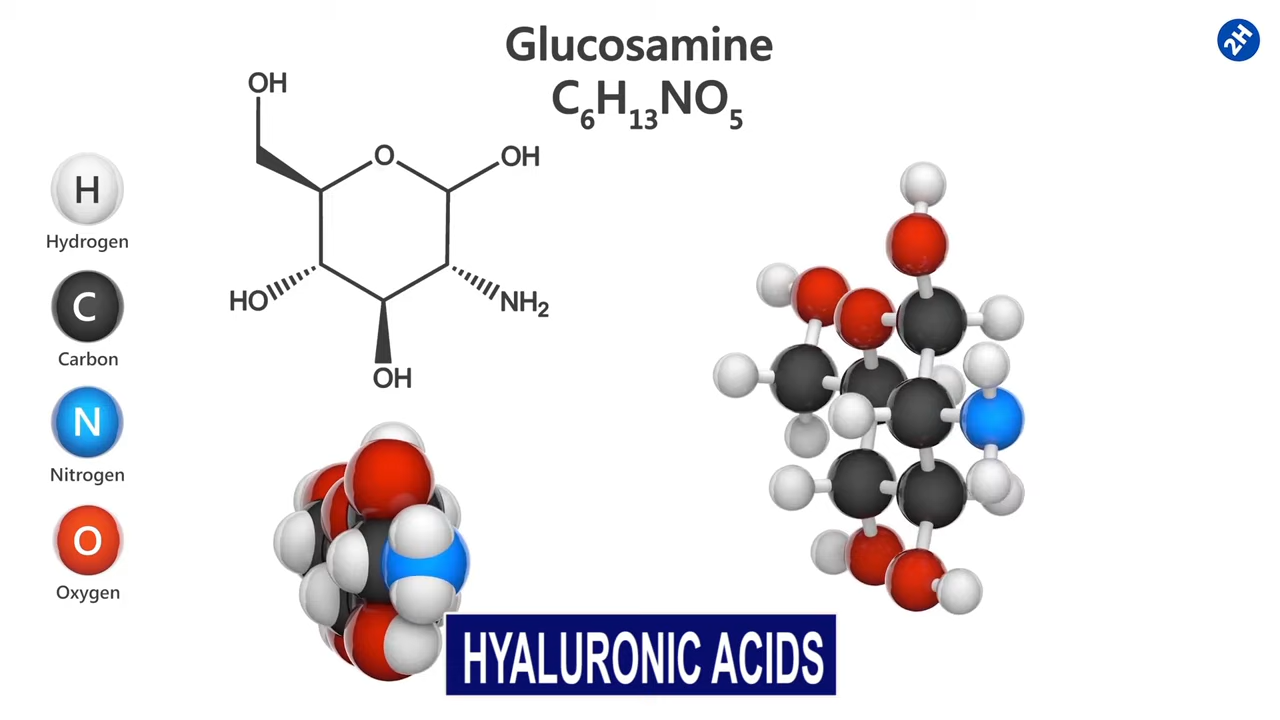 Glucosamine
C₆H₁₃NO₅
2H
OH
O
OH
HO
NH₂
OH
H
Hydrogen
C
Carbon
N
Nitrogen
O
Oxygen
HYALURONIC ACIDS